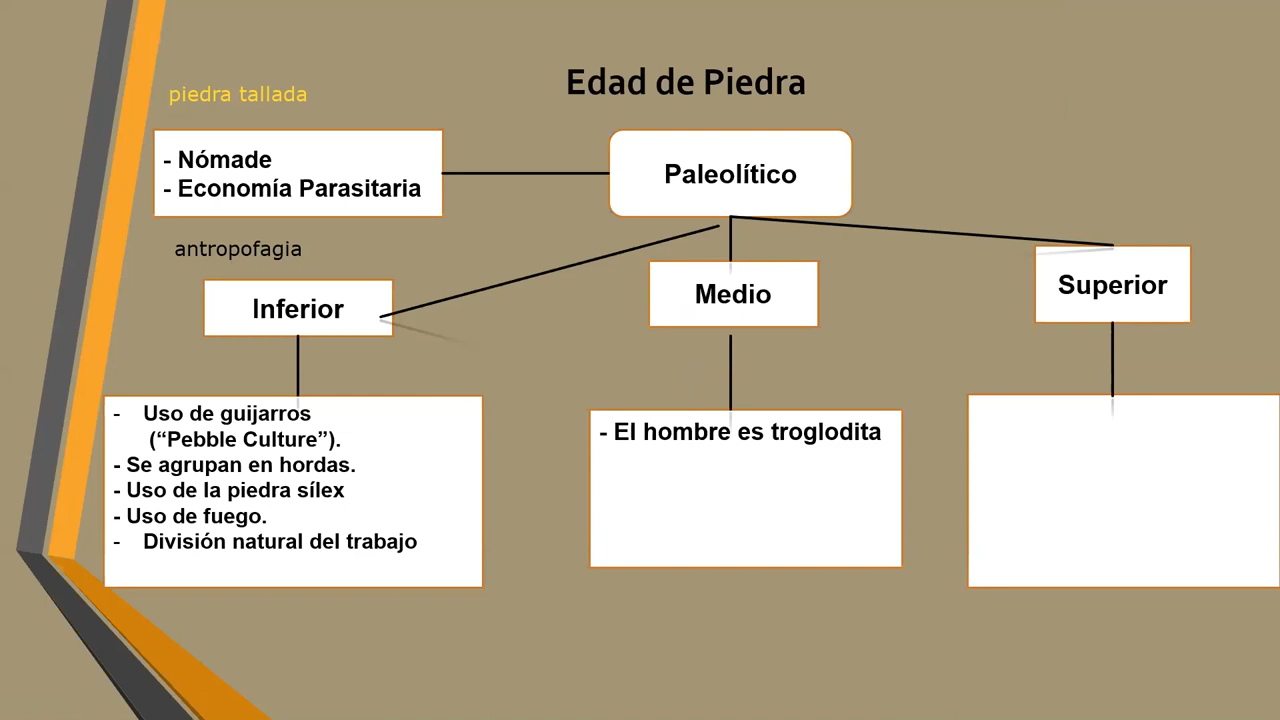 Edad de Piedra
piedra tallada
- Nómade
- Economía Parasitaria
Paleolítico
antropofagia
Inferior
Medio
Superior
- Uso de guijarros
(“Pebble Culture”).
- Se agrupan en hordas.
- Uso de la piedra sílex
- Uso de fuego.
- División natural del trabajo
- El hombre es troglodita